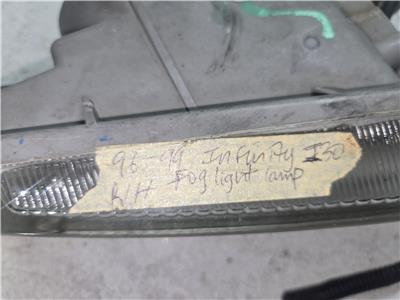 96-99 Infinity I30
R/H Fog light lamp